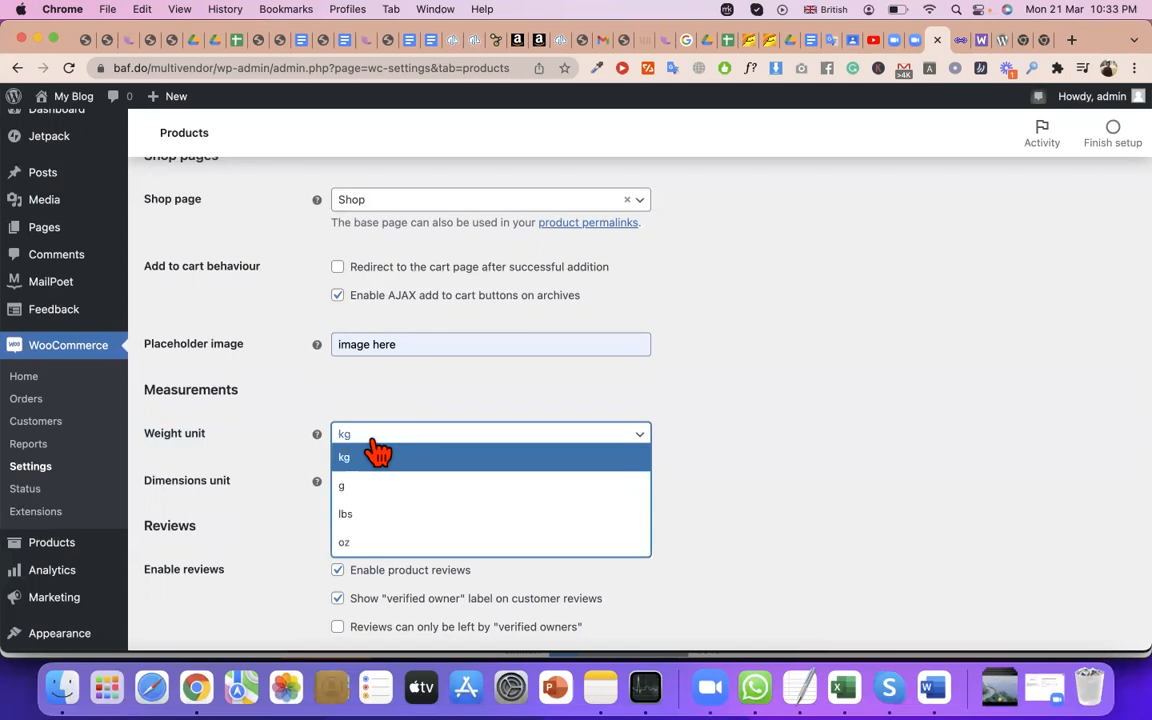 Chrome File Edit View History Bookmarks Profiles Tab Window Help British Mon 21 Mar 10:33 PM
baf.do/multivendor/wp-admin/admin.php?page=wc-settings&tab=products
My Blog 0 New Howdy, admin
Dashboard
Jetpack
Posts
Media
Pages
Comments
MailPoet
Feedback
WooCommerce
Home
Orders
Customers
Reports
Settings
Status
Extensions
Products
Analytics
Marketing
Appearance
Products
Activity
Finish setup
Shop pages
Shop page
Shop
The base page can also be used in your product permalinks.
Add to cart behaviour
Redirect to the cart page after successful addition
Enable AJAX add to cart buttons on archives
Placeholder image
image here
Measurements
Weight unit
kg
kg
g
lbs
oz
Dimensions unit
Reviews
Enable reviews
Enable product reviews
Show "verified owner" label on customer reviews
Reviews can only be left by "verified owners"